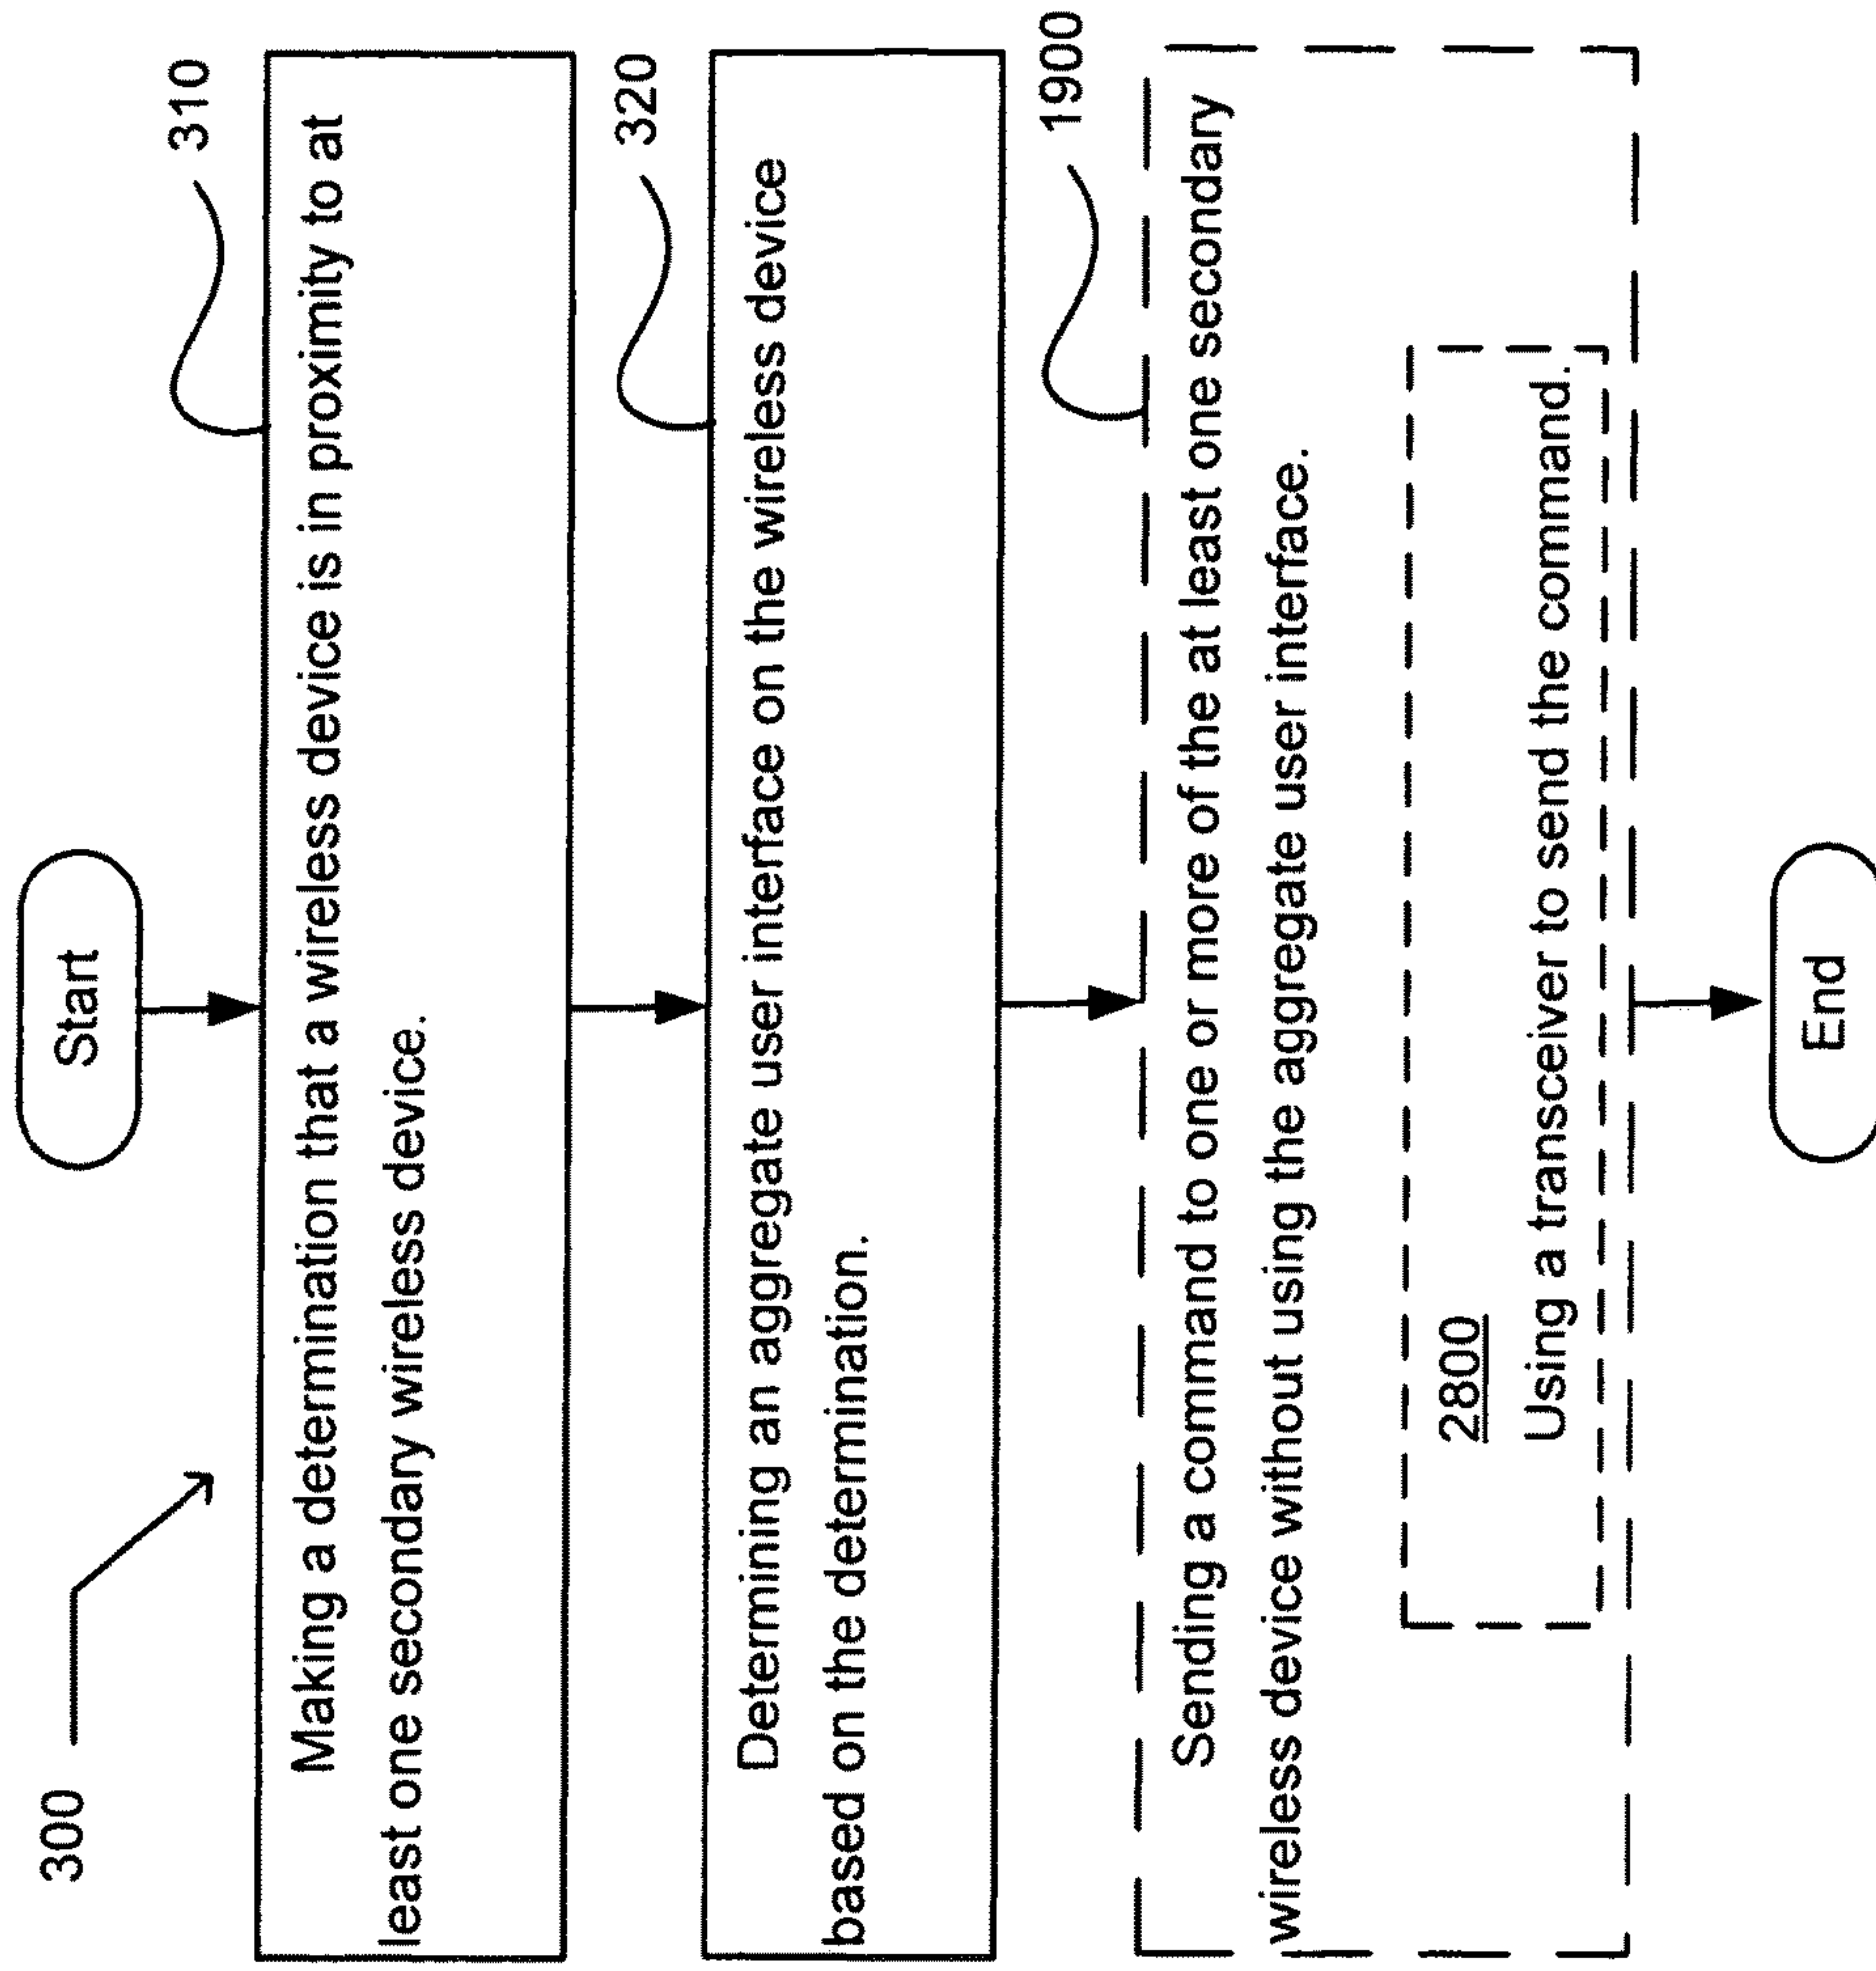 300
Start
310
Making a determination that a wireless device is in proximity to at
least one secondary wireless device.
320
Determining an aggregate user interface on the wireless device
based on the determination.
1900
Sending a command to one or more of the at least one secondary
wireless device without using the aggregate user interface.
2800
Using a transceiver to send the command.
End